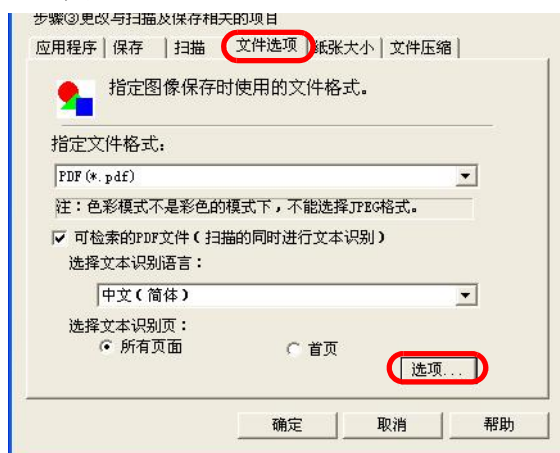 步骤③更改与扫描及保存相关的项目
应用程序 保存 扫描 文件选项 纸张大小 文件压缩
指定图像保存时使用的文件格式。
指定文件格式:
PDF (*.pdf)
注：色彩模式不是彩色的模式下，不能选择JPEG格式。
可检索的PDF文件(扫描的同时进行文本识别)
选择文本识别语言：
中文(简体)
选择文本识别页：
所有页面 首页
选项...
确定 取消 帮助